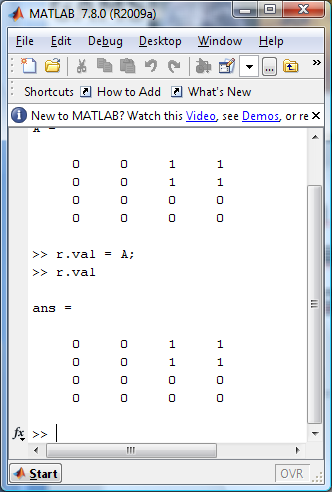 MATLAB 7.8.0 (R2009a)
File Edit Debug Desktop Window Help
Shortcuts How to Add What's New
New to MATLAB? Watch this Video, see Demos, or re
A =
0 0 1 1
0 0 1 1
0 0 0 0
0 0 0 0
>> r.val = A;
>> r.val
ans =
0 0 1 1
0 0 1 1
0 0 0 0
0 0 0 0
fx >>
Start OVR